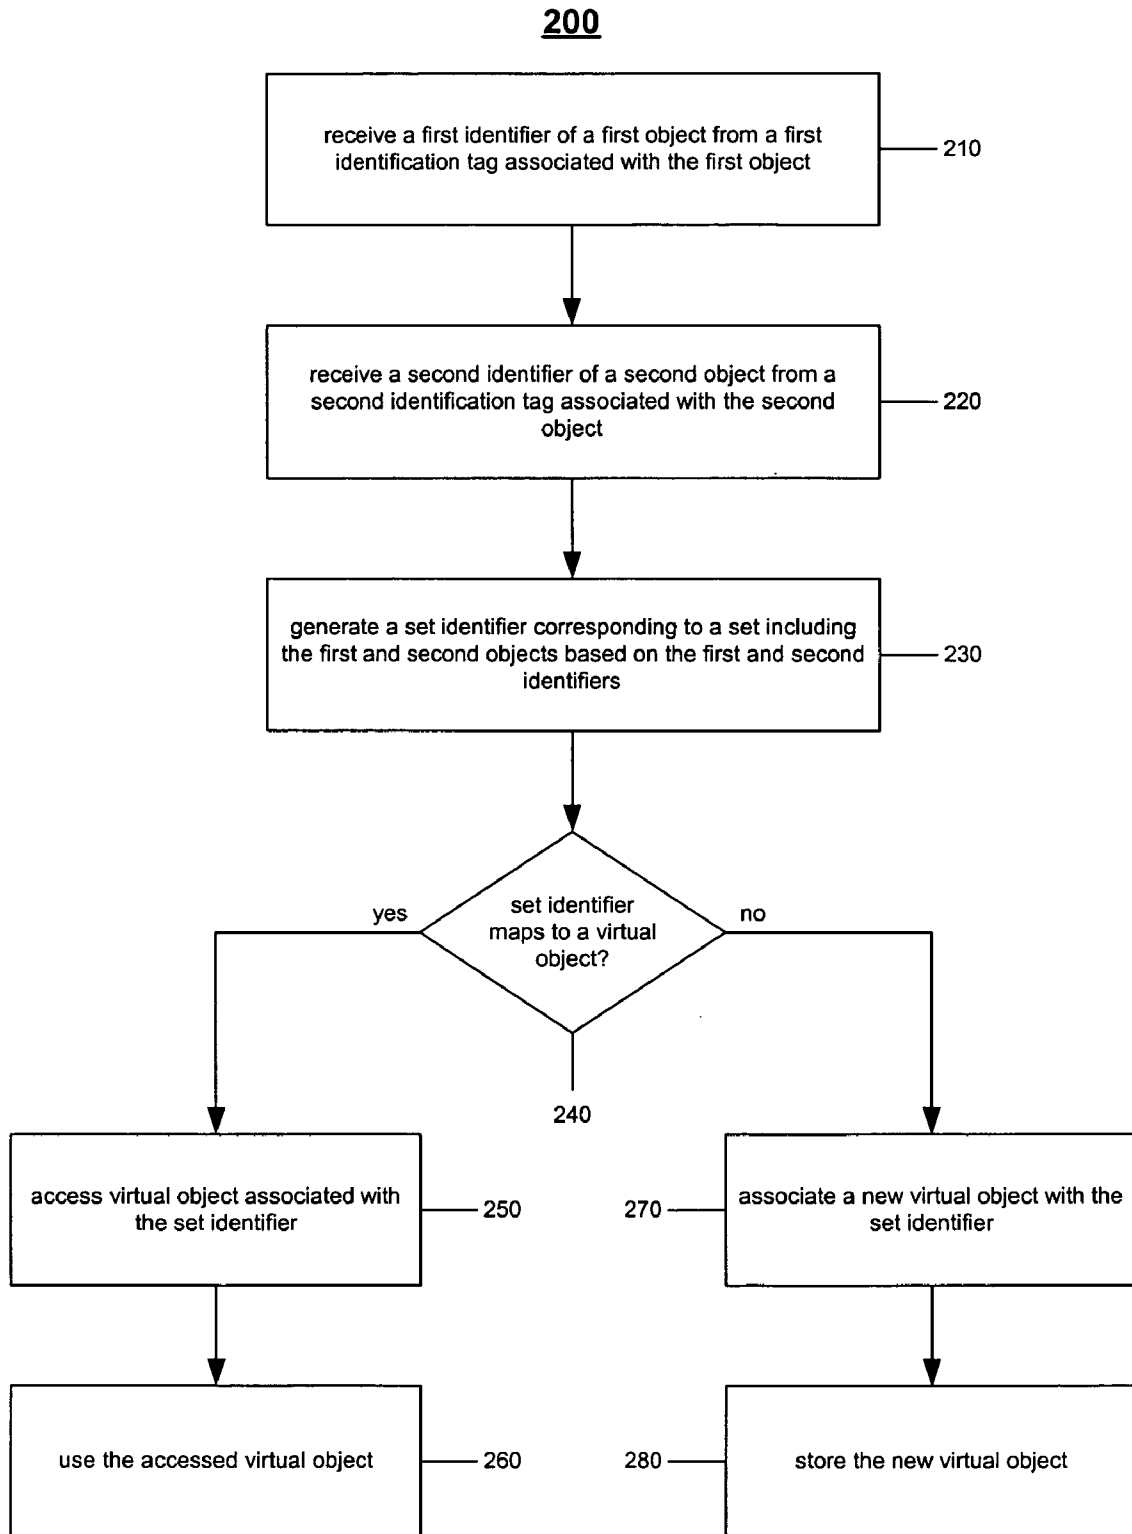 200
receive a first identifier of a first object from a first
identification tag associated with the first object
210
receive a second identifier of a second object from a
second identification tag associated with the second
object
220
generate a set identifier corresponding to a set including
the first and second objects based on the first and second
identifiers
230
set identifier
maps to a virtual
object?
yes
no
240
access virtual object associated with
the set identifier
250
270
associate a new virtual object with the
set identifier
use the accessed virtual object
260
280
store the new virtual object